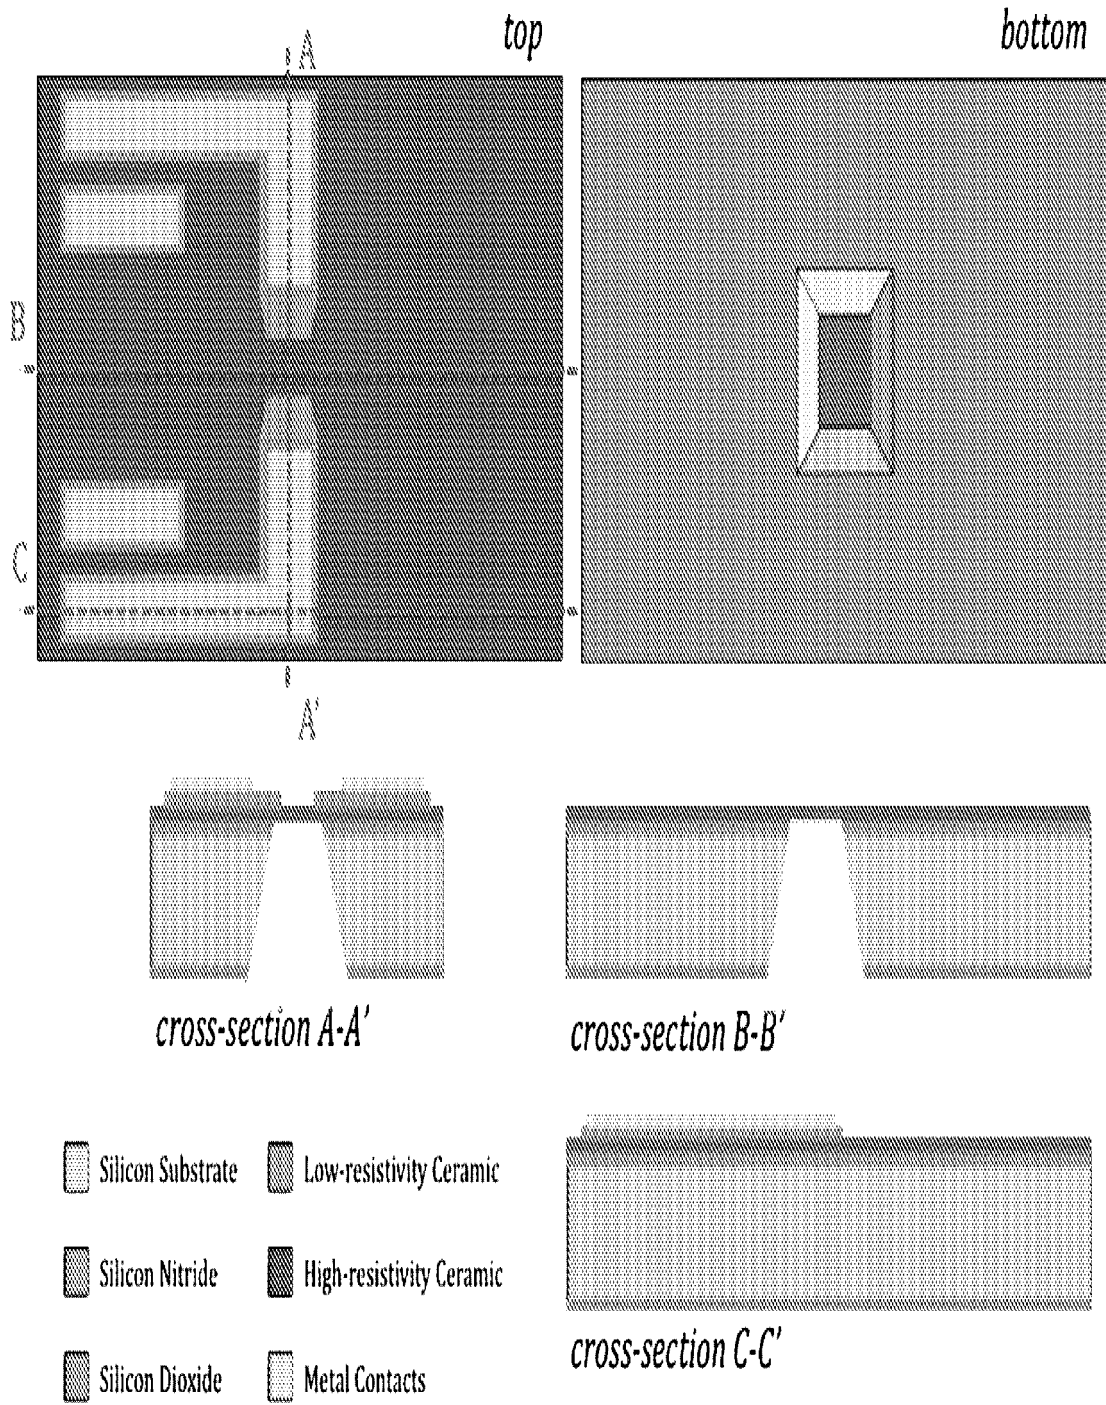 top
bottom
A
B
C
A'
cross-section A-A'
cross-section B-B'
Silicon Substrate
Low-resistivity Ceramic
Silicon Nitride
High-resistivity Ceramic
Silicon Dioxide
Metal Contacts
cross-section C-C'